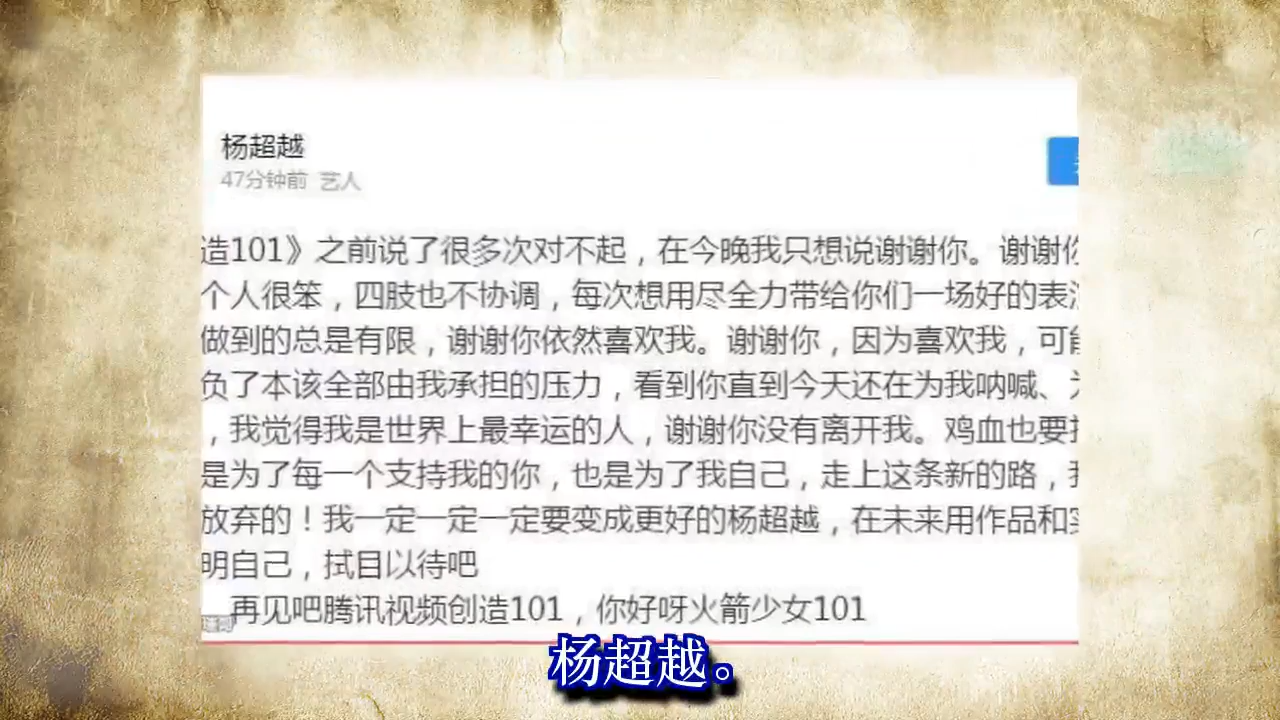 杨超越
47分钟前 艺人
造101》之前说了很多次对不起，在今晚我只想说谢谢你。谢谢你
个人很笨，四肢也不协调，每次想用尽全力带给你们一场好的表演
做到的总是有限，谢谢你依然喜欢我。谢谢你，因为喜欢我，可能
负了本该全部由我承担的压力，看到你直到今天还在为我呐喊、
，我觉得我是世界上最幸运的人，谢谢你没有离开我。鸡血也要
是为了每一个支持我的你，也是为了我自己，走上这条新的路，
放弃的！我一定一定一定要变成更好的杨超越，在未来用作品和
明自己，拭目以待吧
再见吧腾讯视频创造101，你好呀火箭少女101
杨超越。